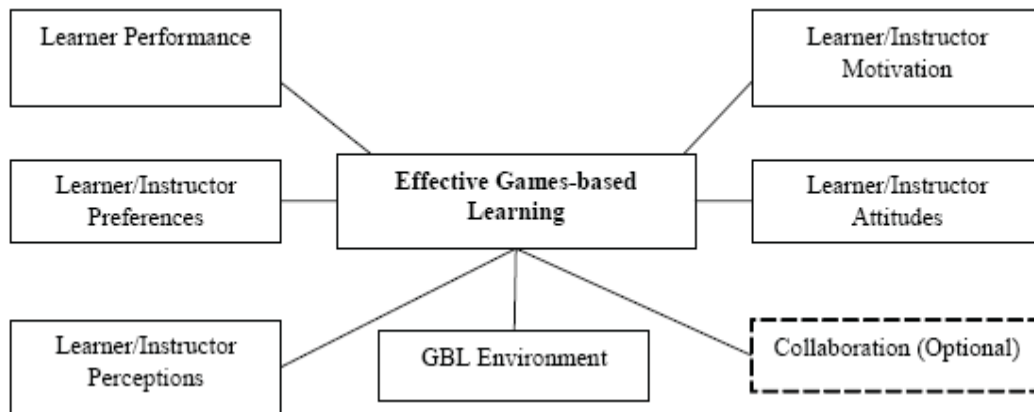 Learner Performance
Learner/Instructor
Motivation
Effective Games-based
Learning
Learner/Instructor
Preferences
Learner/Instructor
Attitudes
Learner/Instructor
Perceptions
GBL Environment
Collaboration (Optional)